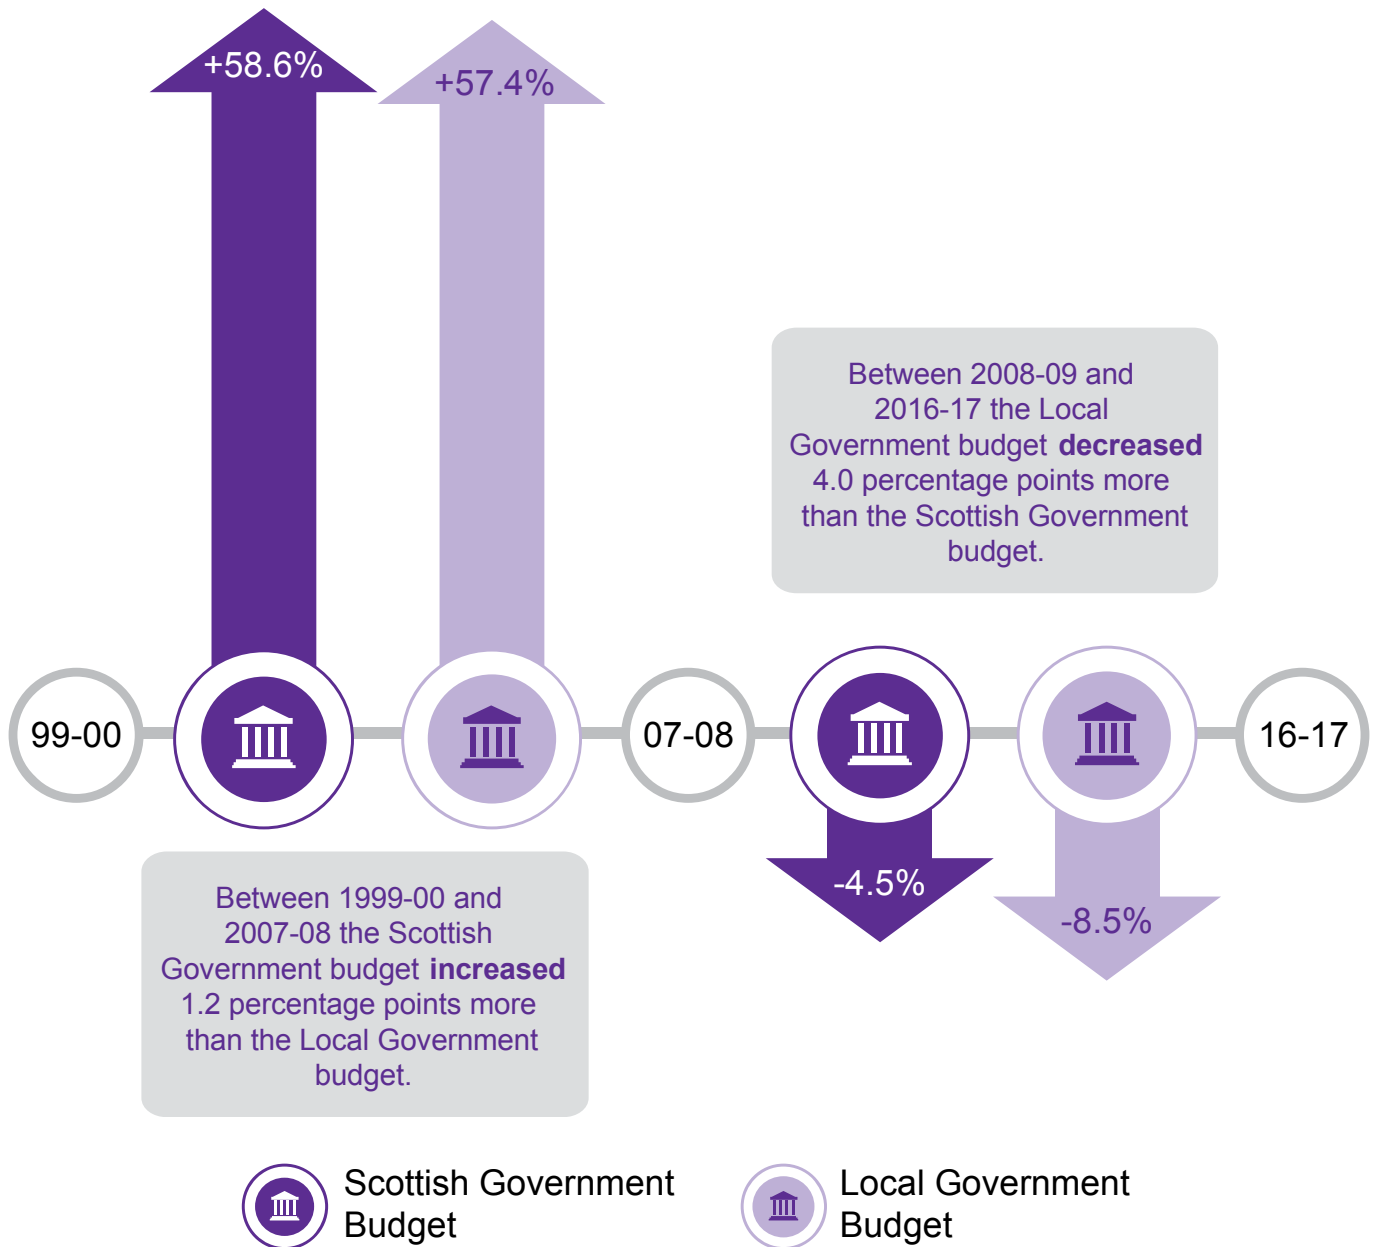 +58.6%
+57.4%
Between 2008-09 and
2016-17 the Local
Government budget decreased
4.0 percentage points more
than the Scottish Government
budget.
99-00
07-08
16-17
-4.5%
-8.5%
Between 1999-00 and
2007-08 the Scottish
Government budget increased
1.2 percentage points more
than the Local Government
budget.
Scottish Government
Budget
Local Government
Budget